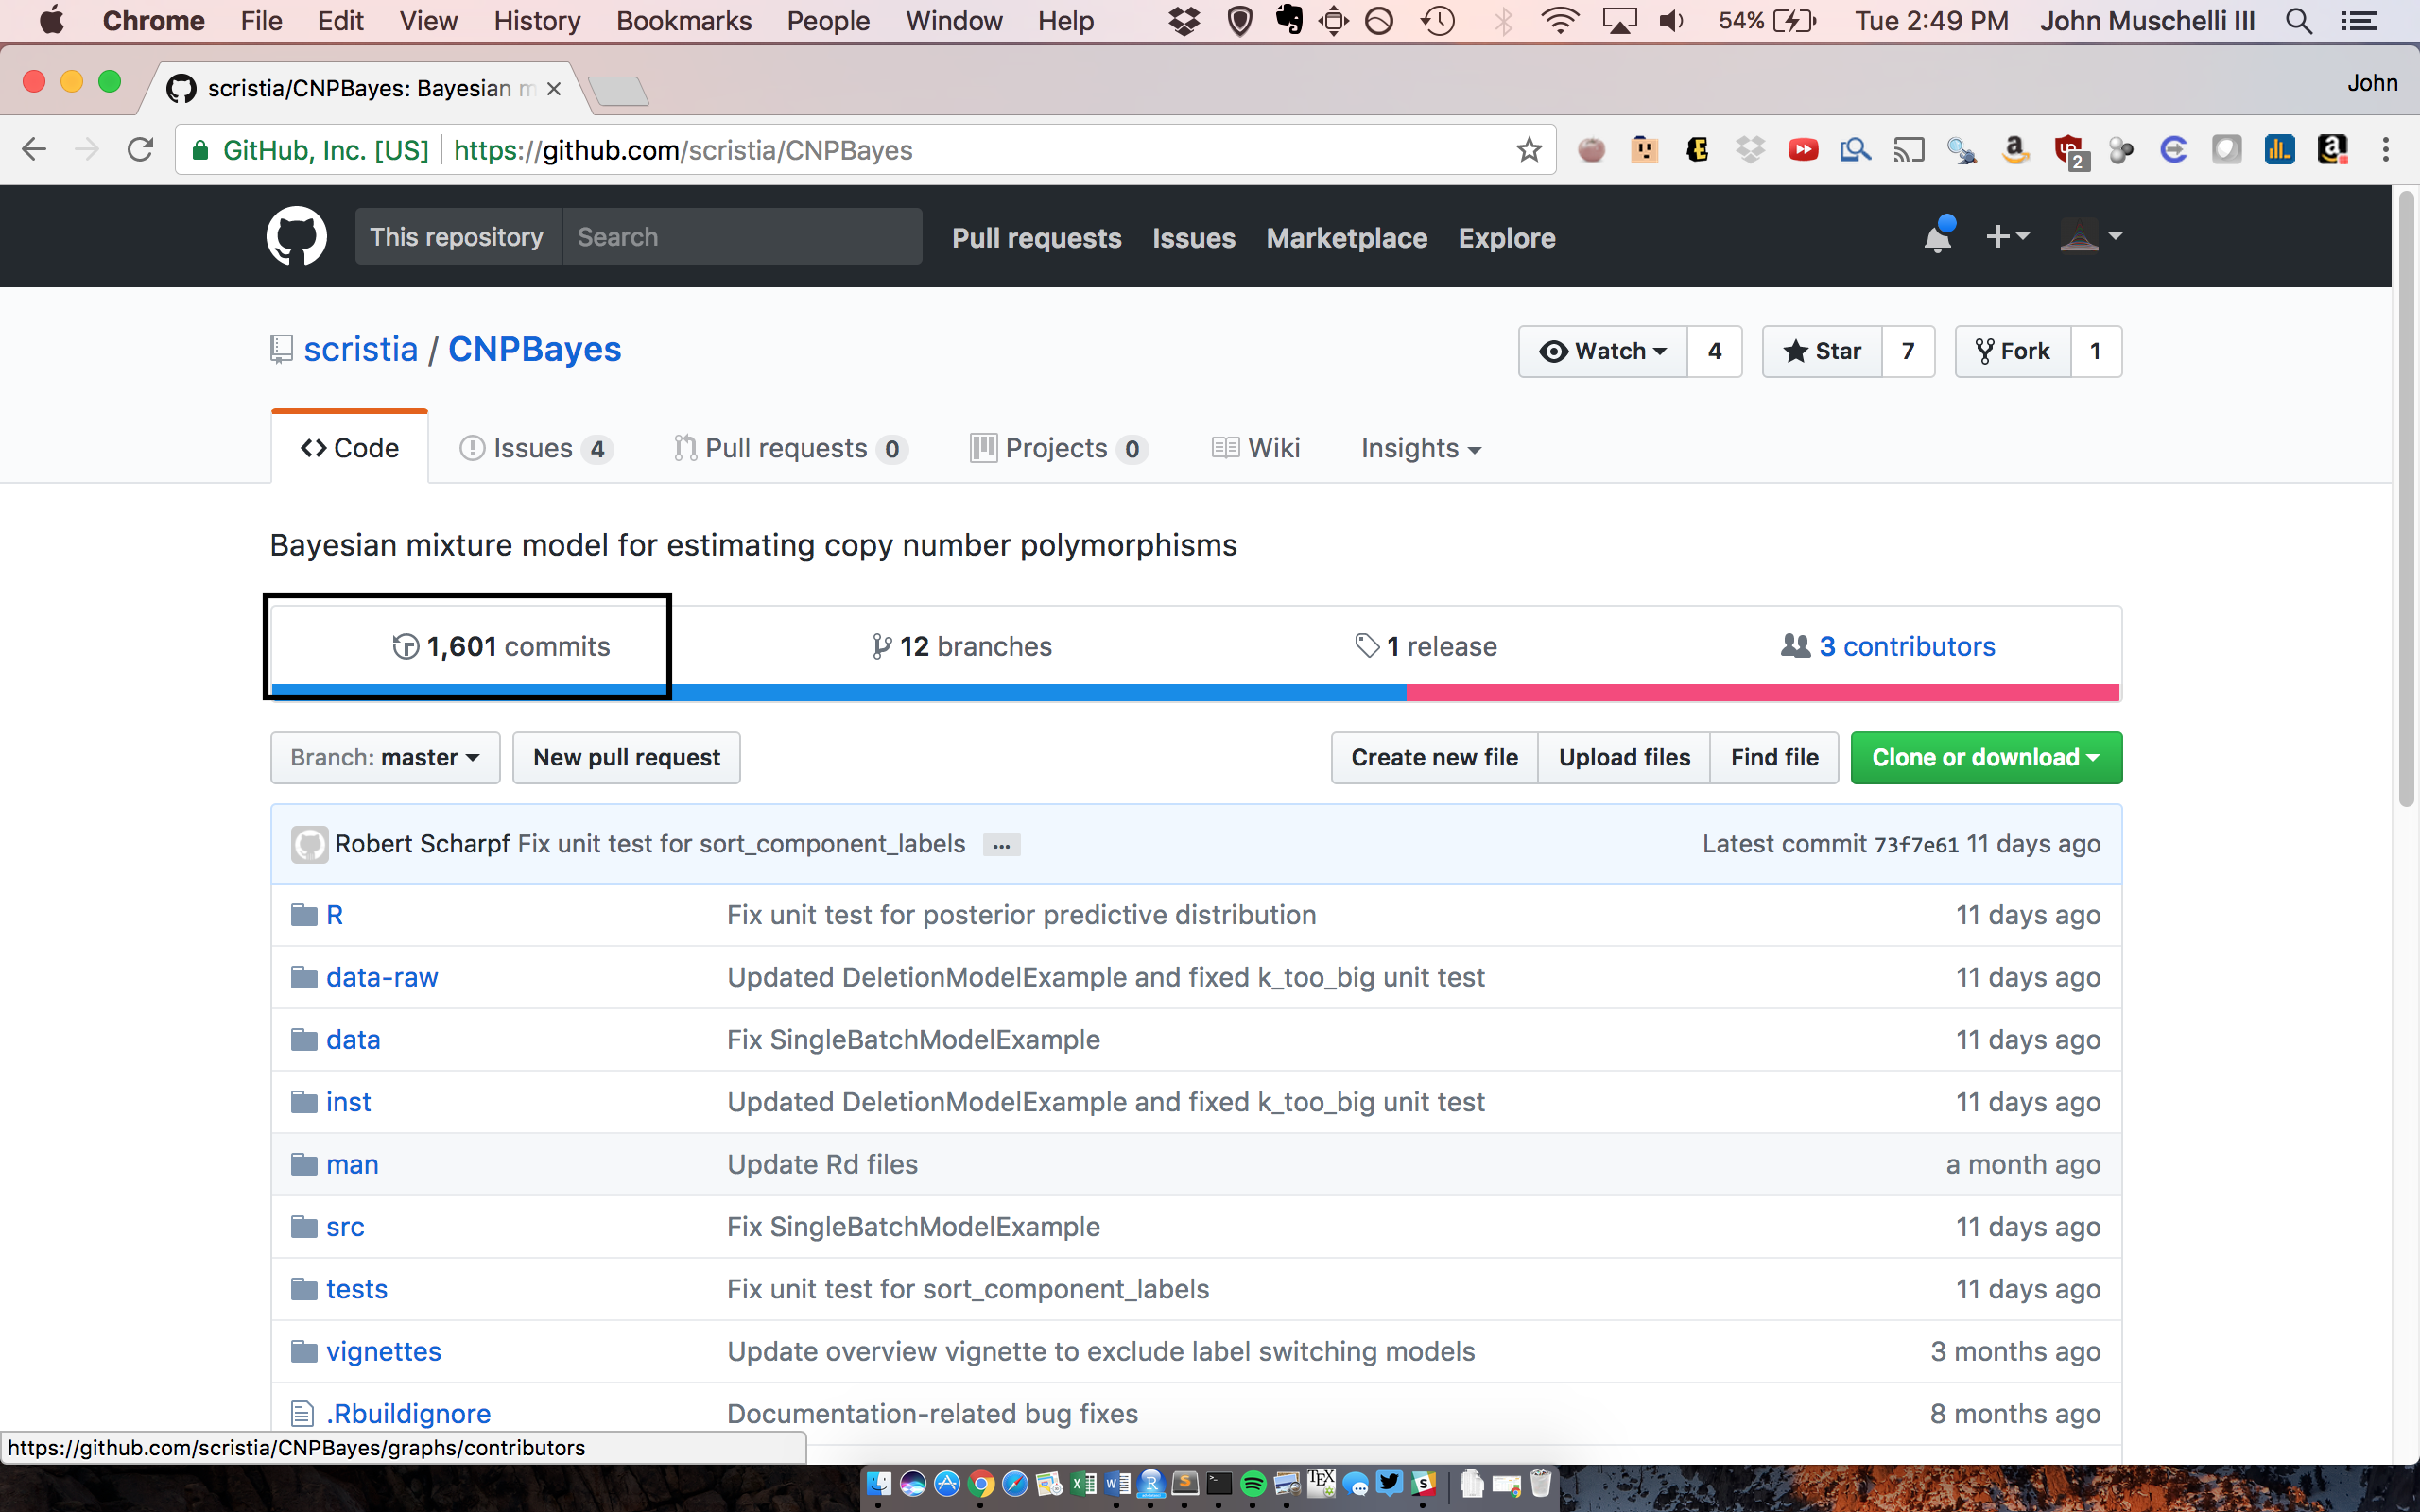 Chrome File Edit View History Bookmarks People Window Help 54% Tue 2:49 PM John Muschelli III
scristia/CNPBayes: Bayesian m John
GitHub, Inc. [US] https://github.com/scristia/CNPBayes 2
This repository Search Pull requests Issues Marketplace Explore
scristia / CNPBayes Watch 4 Star 7 Fork 1
Code Issues 4 Pull requests 0 Projects 0 Wiki Insights
Bayesian mixture model for estimating copy number polymorphisms
1,601 commits 12 branches 1 release 3 contributors
Branch: master New pull request Create new file Upload files Find file Clone or download
Robert Scharpf Fix unit test for sort_component_labels … Latest commit 73f7e61 11 days ago
R Fix unit test for posterior predictive distribution 11 days ago
data-raw Updated DeletionModelExample and fixed k_too_big unit test 11 days ago
data Fix SingleBatchModelExample 11 days ago
inst Updated DeletionModelExample and fixed k_too_big unit test 11 days ago
man Update Rd files a month ago
src Fix SingleBatchModelExample 11 days ago
tests Fix unit test for sort_component_labels 11 days ago
vignettes Update overview vignette to exclude label switching models 3 months ago
.Rbuildignore Documentation-related bug fixes 8 months ago
https://github.com/scristia/CNPBayes/graphs/contributors